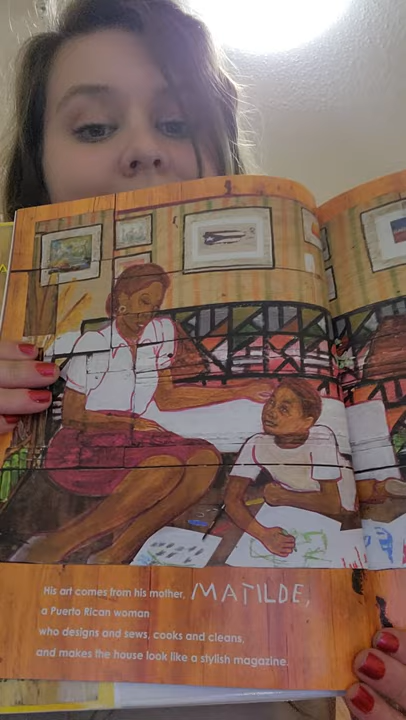 His art comes from his mother, MATILDE,
a Puerto Rican woman
who designs and sews, cooks and cleans,
and makes the house look like a stylish magazine.